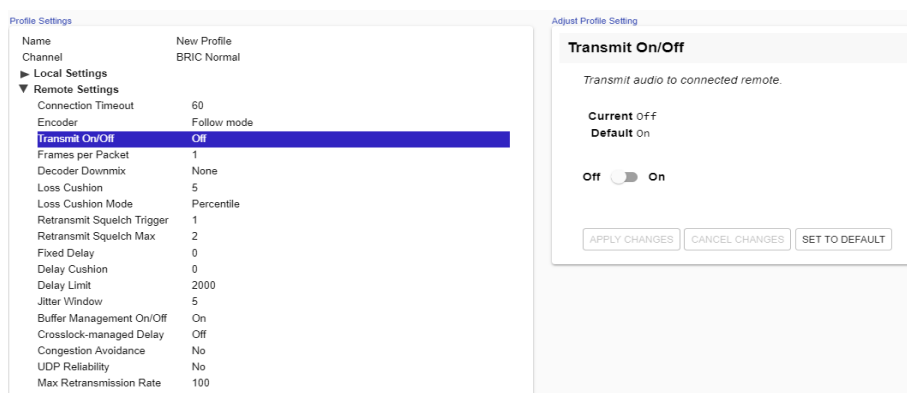 Profile Settings
Name New Profile
Channel BRIC Normal
Local Settings
Remote Settings
Connection Timeout 60
Encoder Follow mode
Transmit On/Off Off
Frames per Packet 1
Decoder Downmix None
Loss Cushion 5
Loss Cushion Mode Percentile
Retransmit Squelch Trigger 1
Retransmit Squelch Max 2
Fixed Delay 0
Delay Cushion 0
Delay Limit 2000
Jitter Window 5
Buffer Management On/Off On
Crosslock-managed Delay Off
Congestion Avoidance No
UDP Reliability No
Max Retransmission Rate 100
Adjust Profile Setting
Transmit On/Off
Transmit audio to connected remote.
Current Off
Default On
Off On
APPLY CHANGES CANCEL CHANGES SET TO DEFAULT